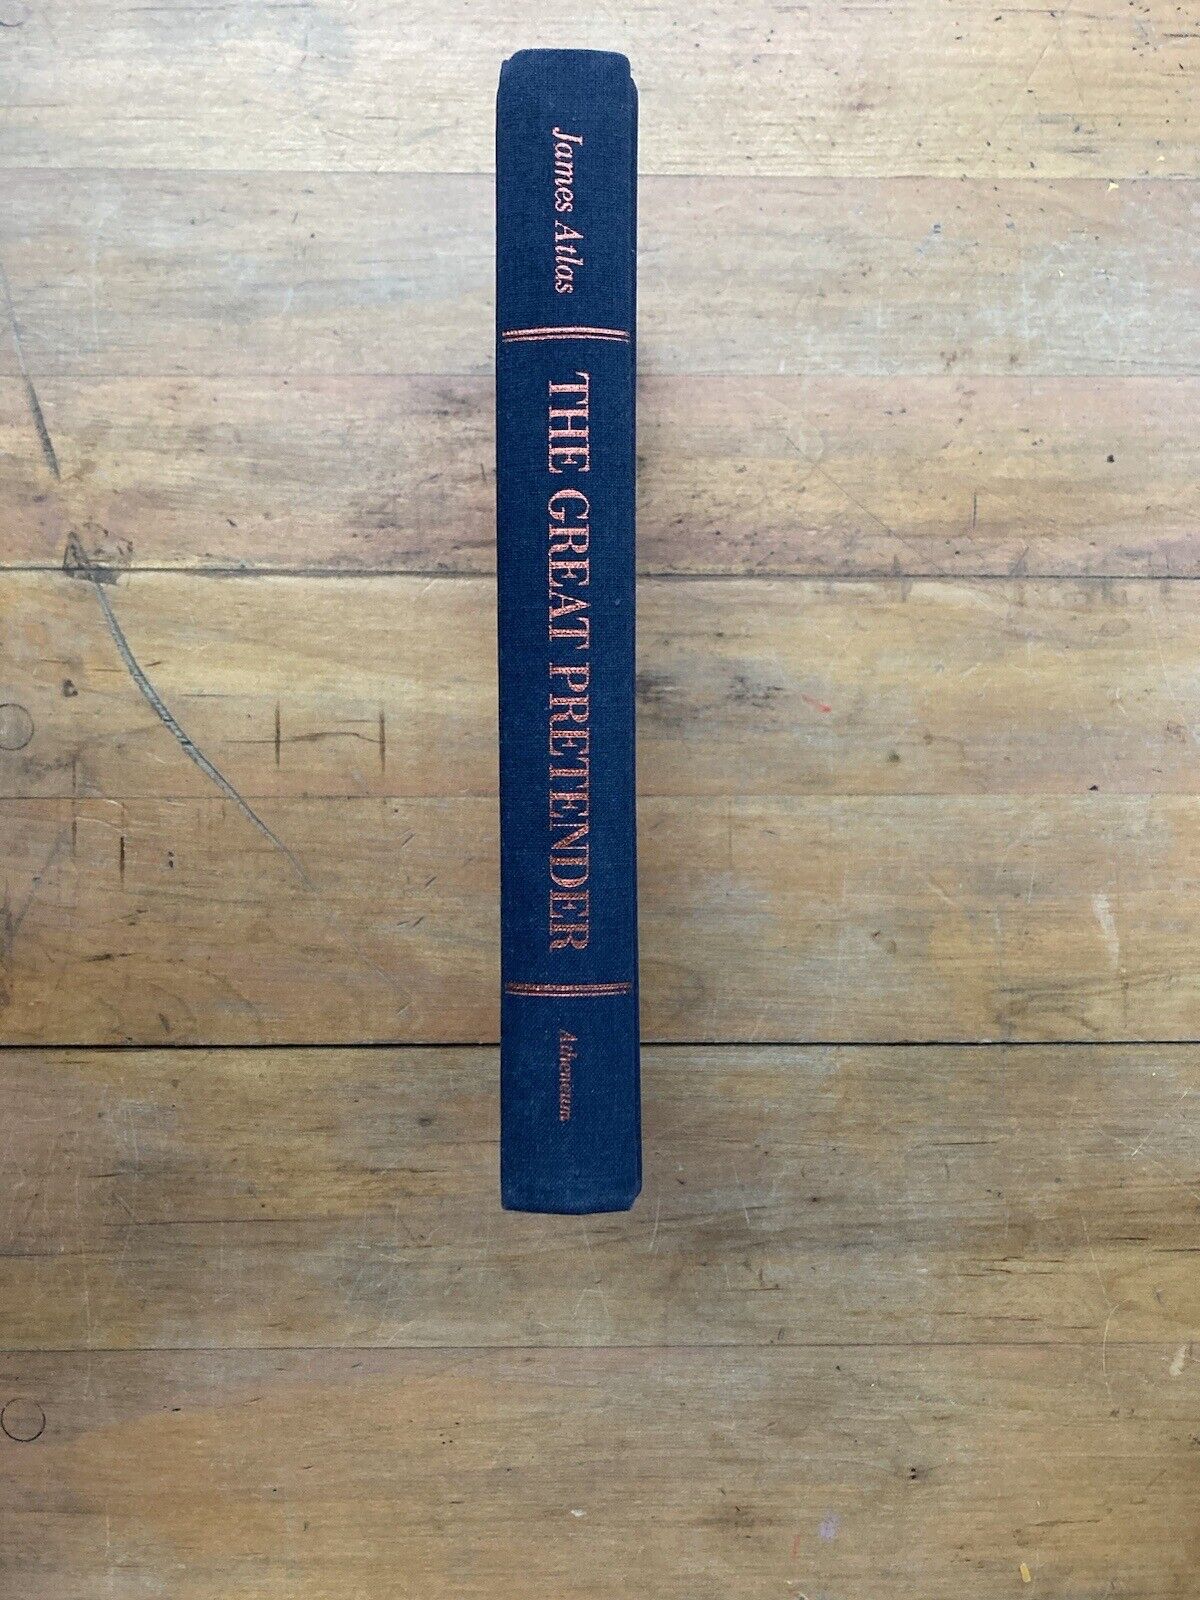 James Atlas
THE GREAT PRETENDER
Atheneum